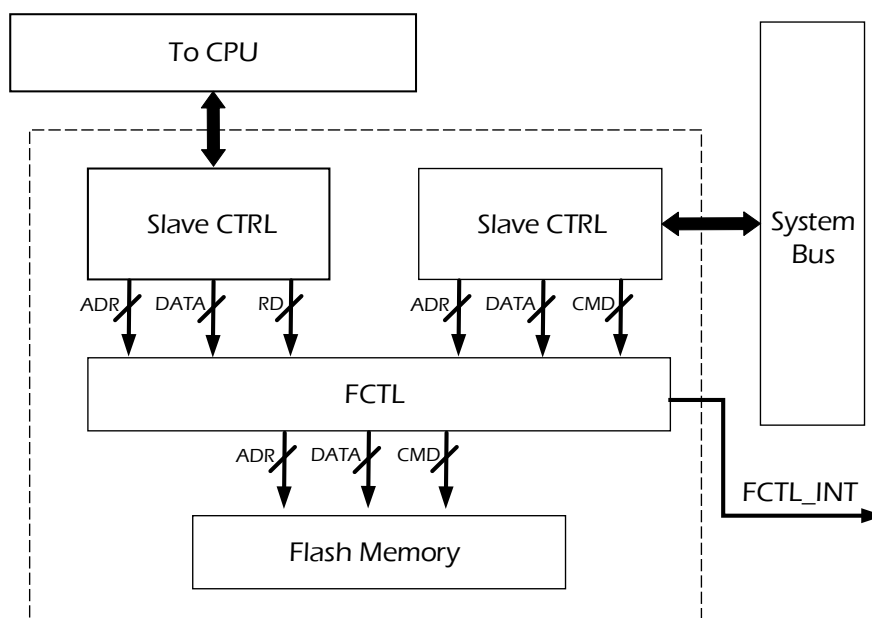 To CPU
Slave CTRL
Slave CTRL
System
Bus
ADR
DATA
RD
ADR
DATA
CMD
FCTL
ADR
DATA
CMD
FCTL_INT
Flash Memory